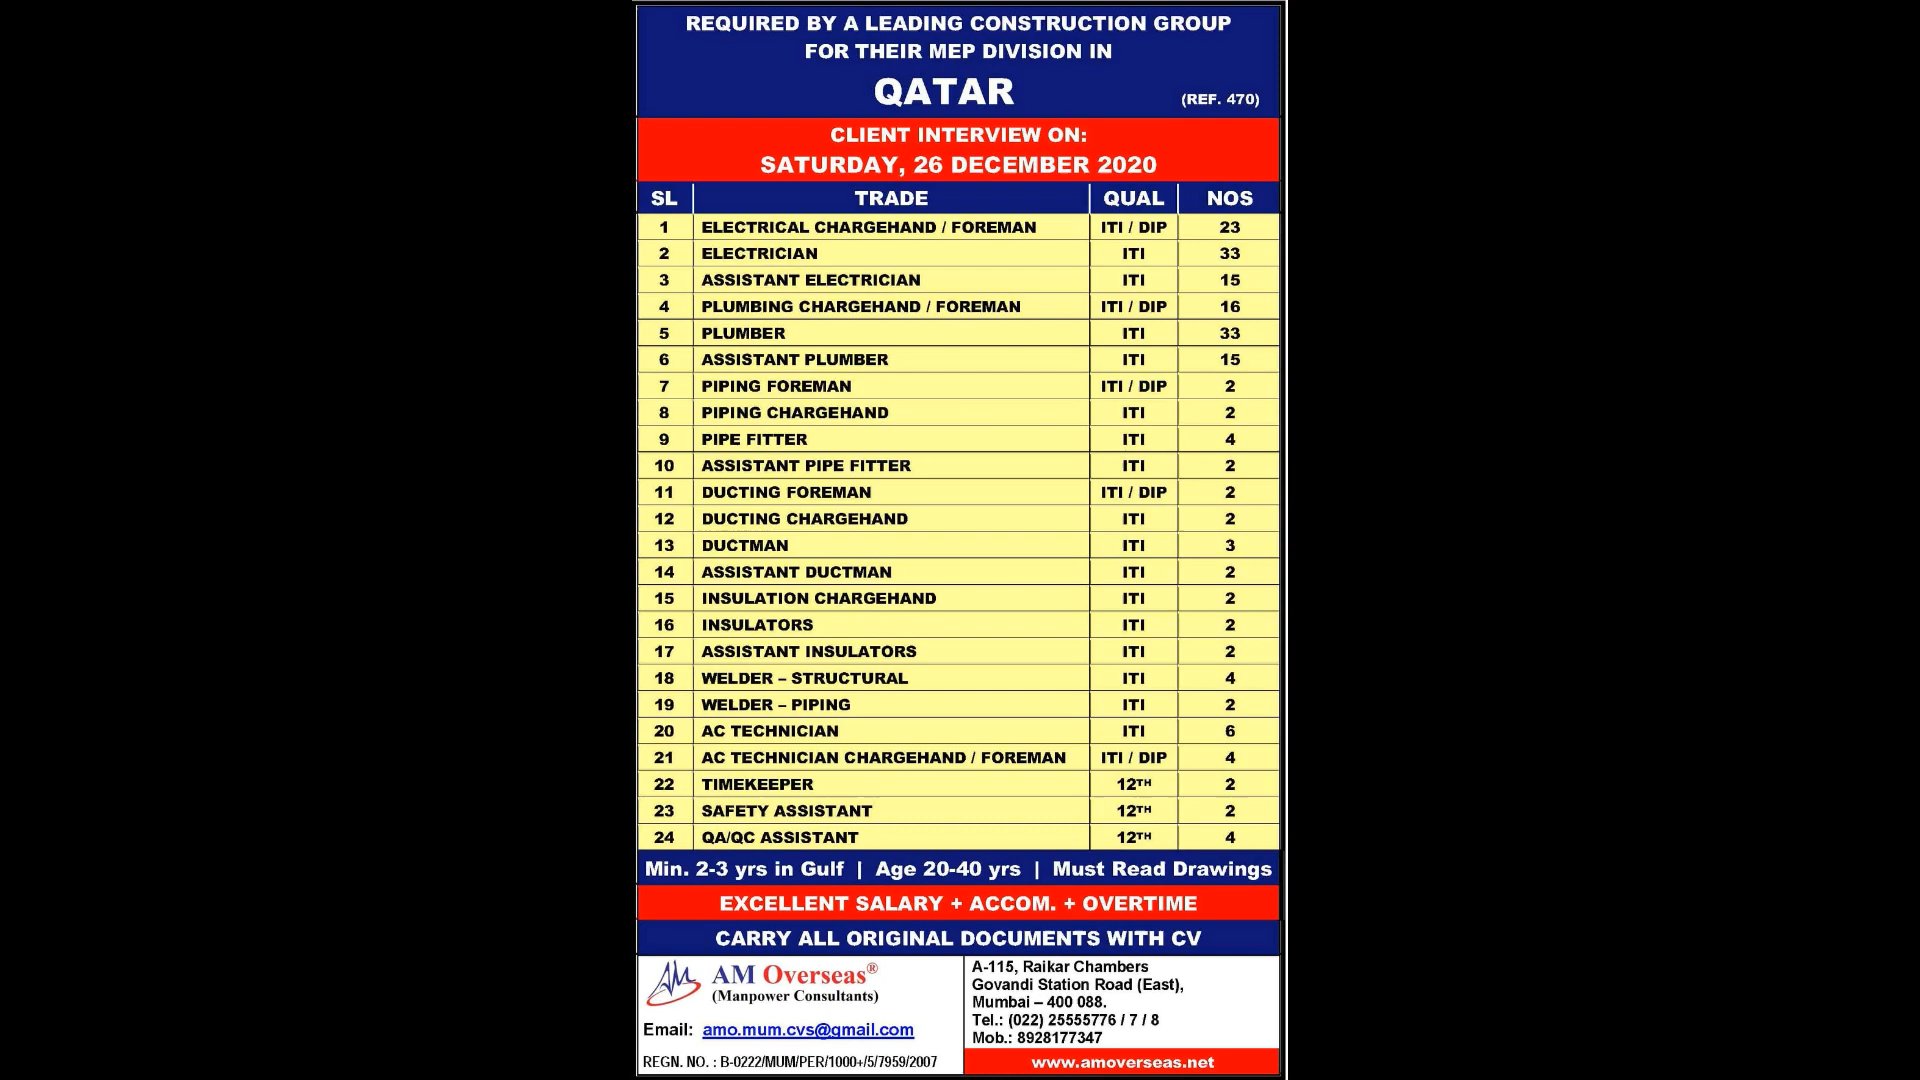 REQUIRED BY A LEADING CONSTRUCTION GROUP
FOR THEIR MEP DIVISION IN
QATAR (REF. 470)
CLIENT INTERVIEW ON:
SATURDAY, 26 DECEMBER 2020
SL TRADE QUAL NOS
1 ELECTRICAL CHARGEHAND / FOREMAN ITI / DIP 23
2 ELECTRICIAN ITI 33
3 ASSISTANT ELECTRICIAN ITI 15
4 PLUMBING CHARGEHAND / FOREMAN ITI / DIP 16
5 PLUMBER ITI 33
6 ASSISTANT PLUMBER ITI 15
7 PIPING FOREMAN ITI / DIP 2
8 PIPING CHARGEHAND ITI 2
9 PIPE FITTER ITI 4
10 ASSISTANT PIPE FITTER ITI 2
11 DUCTING FOREMAN ITI / DIP 2
12 DUCTING CHARGEHAND ITI 2
13 DUCTMAN ITI 3
14 ASSISTANT DUCTMAN ITI 2
15 INSULATION CHARGEHAND ITI 2
16 INSULATORS ITI 2
17 ASSISTANT INSULATORS ITI 2
18 WELDER – STRUCTURAL ITI 4
19 WELDER – PIPING ITI 2
20 AC TECHNICIAN ITI 6
21 AC TECHNICIAN CHARGEHAND / FOREMAN ITI / DIP 4
22 TIMEKEEPER 12TH 2
23 SAFETY ASSISTANT 12TH 2
24 QA/QC ASSISTANT 12TH 4
Min. 2-3 yrs in Gulf | Age 20-40 yrs | Must Read Drawings
EXCELLENT SALARY + ACCOM. + OVERTIME
CARRY ALL ORIGINAL DOCUMENTS WITH CV
AM Overseas®
(Manpower Consultants)
Email: amo.mum.cvs@gmail.com
REGN. NO. : B-0222/MUM/PER/1000+/5/7959/2007
A-115, Raikar Chambers
Govandi Station Road (East),
Mumbai – 400 088.
Tel.: (022) 25555776 / 7 / 8
Mob.: 8928177347
www.amoverseas.net